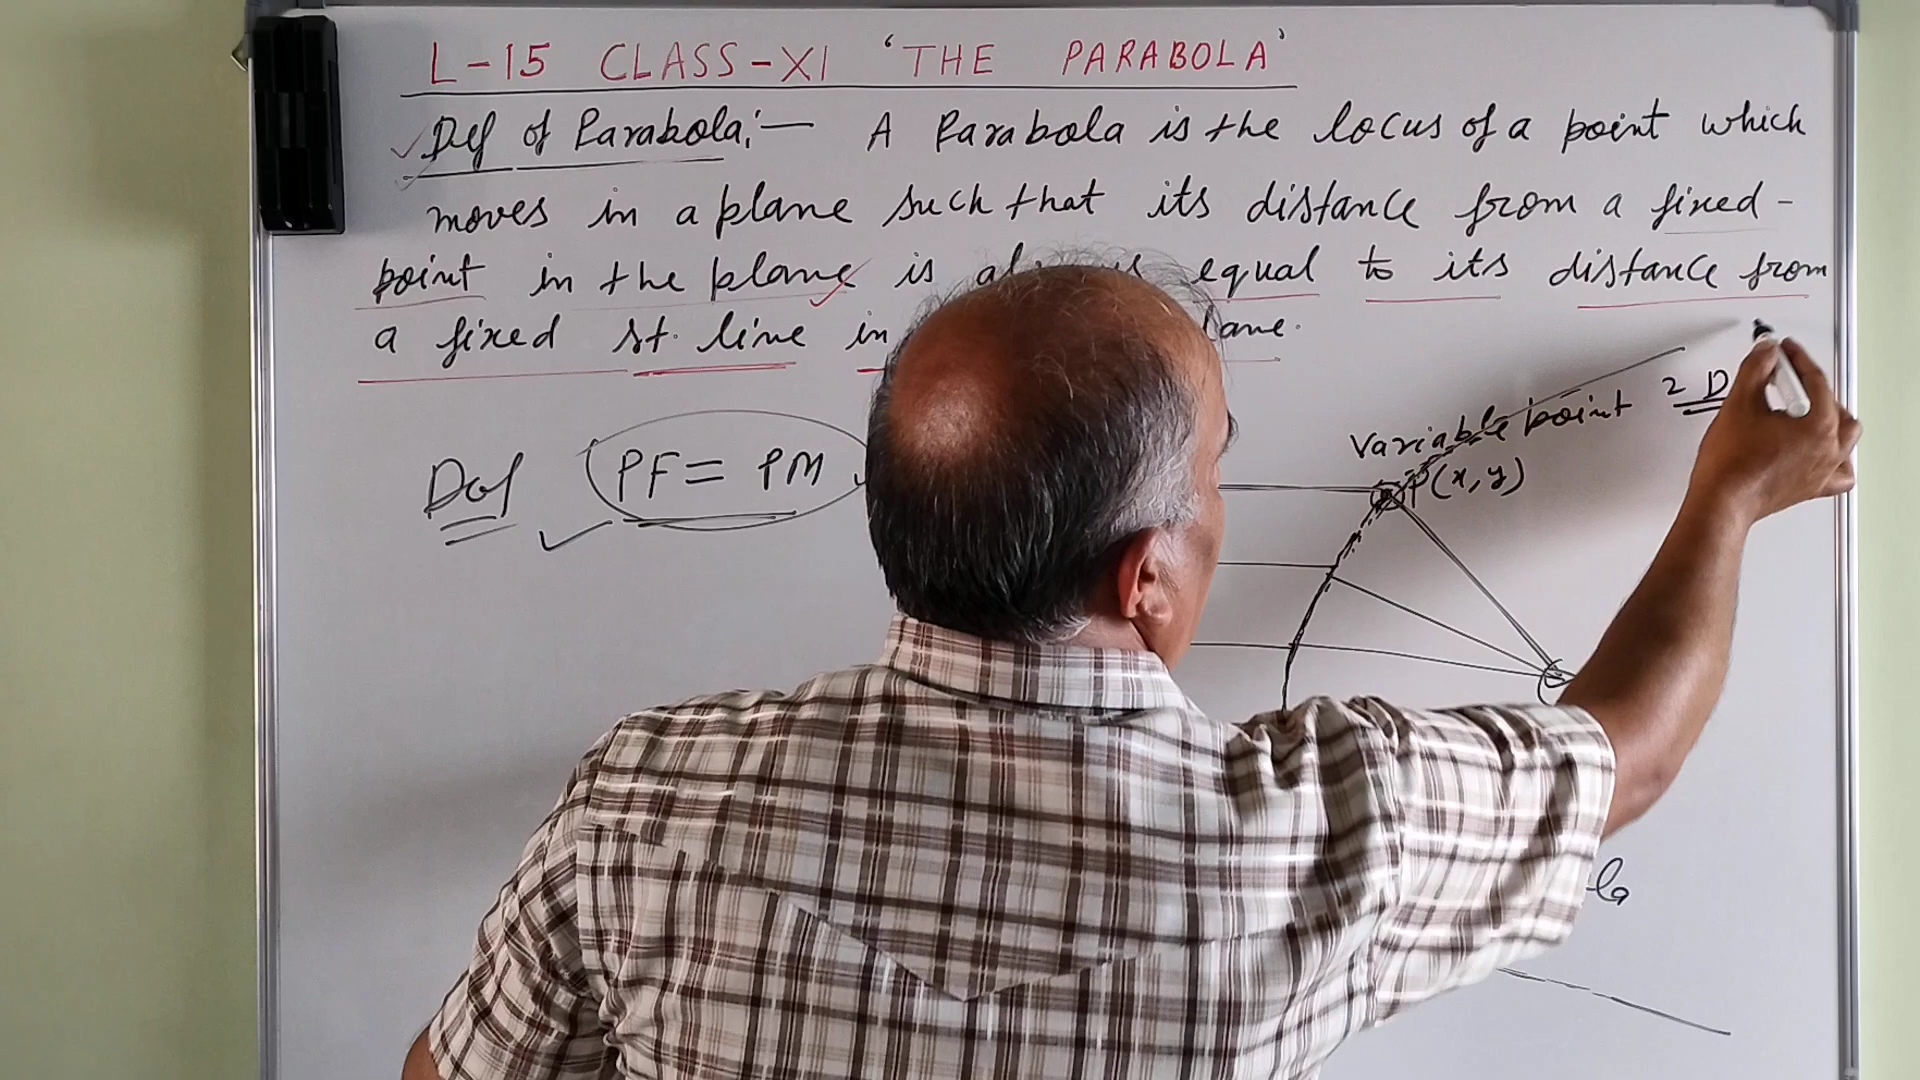 L-15 CLASS-XI 'THE PARABOLA'
Def of Parabola:— A Parabola is the locus of a point which
moves in a plane such that its distance from a fixed -
point in the plane is equal to its distance from
a fixed st. line in
Def PF = PM
Variable point 2 D
P(x, y)